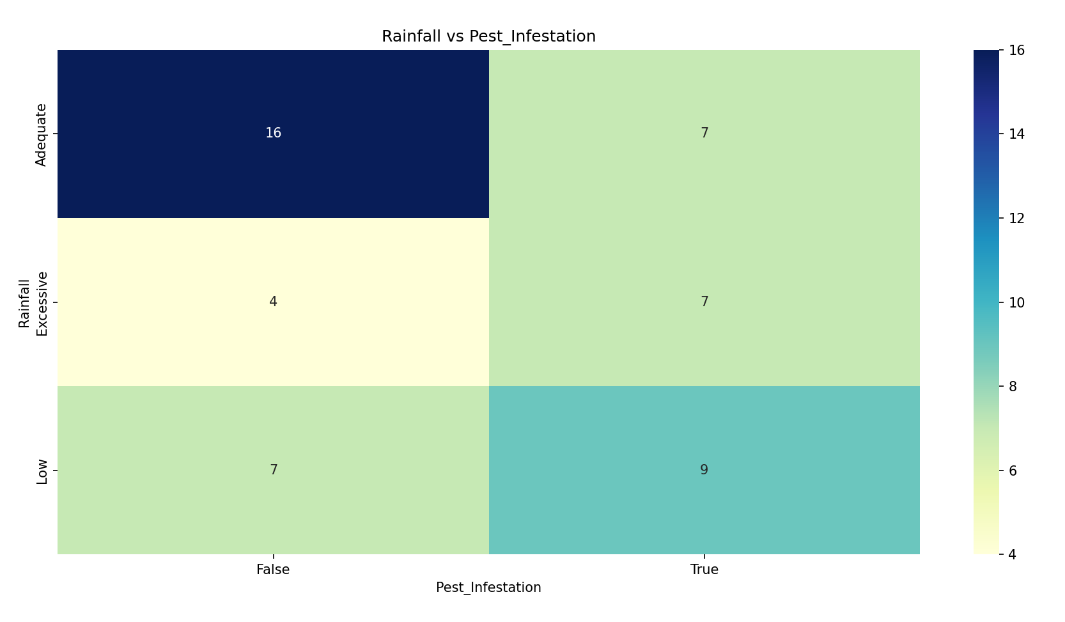 Rainfall vs Pest_Infestation
Rainfall
Adequate
Excessive
Low
16
7
4
7
7
9
False
True
Pest_Infestation
16
14
12
10
8
6
4